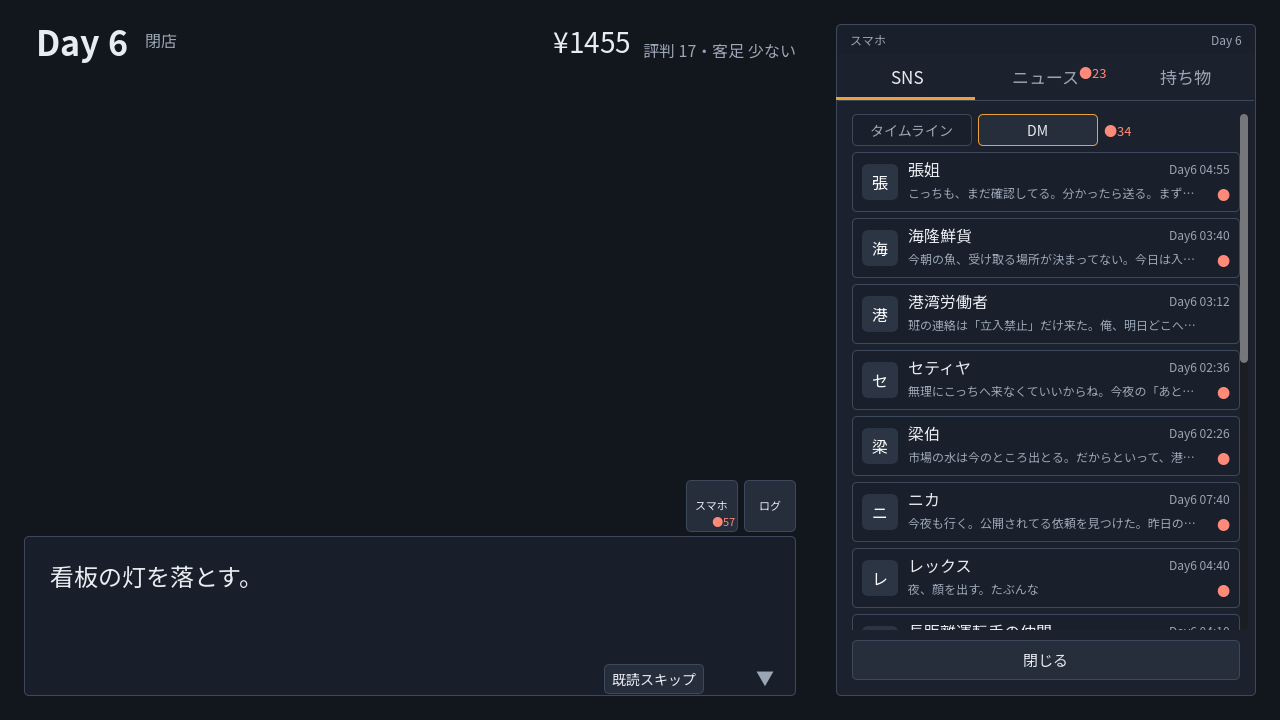 Day 6 閉店
¥1455 評判 17・客足 少ない
スマホ Day 6
SNS ニュース 23 持ち物
タイムライン DM 34
張 張姐 Day6 04:55
こっちも、まだ確認してる。分かったら送る。まず…
海 海隆鮮貨 Day6 03:40
今朝の魚、受け取る場所が決まってない。今日は入…
港 港湾労働者 Day6 03:12
班の連絡は「立入禁止」だけ来た。俺、明日どこへ…
セ セティヤ Day6 02:36
無理にこっちへ来なくていいからね。今夜の「あと…
梁 梁伯 Day6 02:26
市場の水は今のところ出とる。だからといって、港…
ニ ニカ Day6 07:40
今夜も行く。公開されてる依頼を見つけた。昨日の…
レ レックス Day6 04:40
夜、顔を出す。たぶんな
スマホ 57 ログ
看板の灯を落とす。
既読スキップ ▼
閉じる